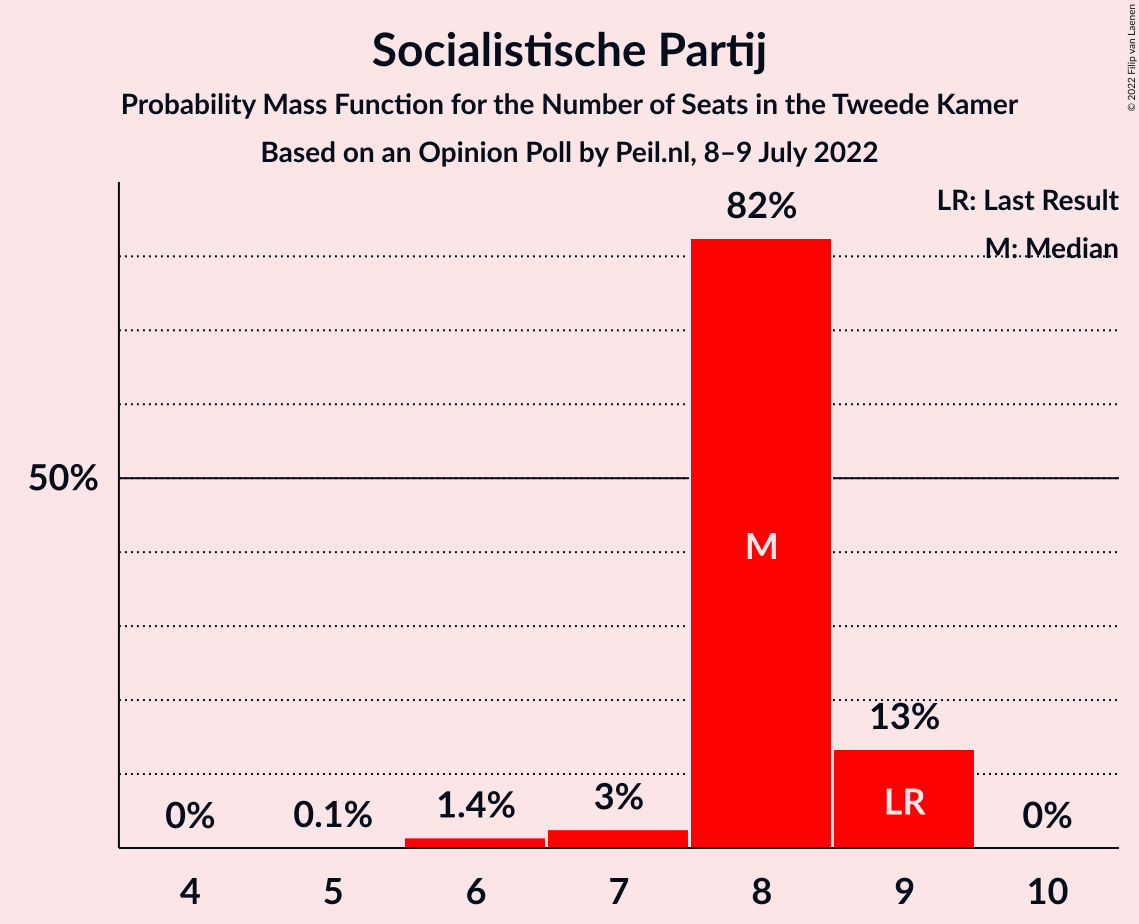 Socialistische Partij
Probability Mass Function for the Number of Seats in the Tweede Kamer
Based on an Opinion Poll by Peil.nl, 8–9 July 2022
© 2022 Filip van Laenen
LR: Last Result
M: Median
82%
50%
M
13%
LR
3%
1.4%
0.1%
0%
0%
4 5 6 7 8 9 10